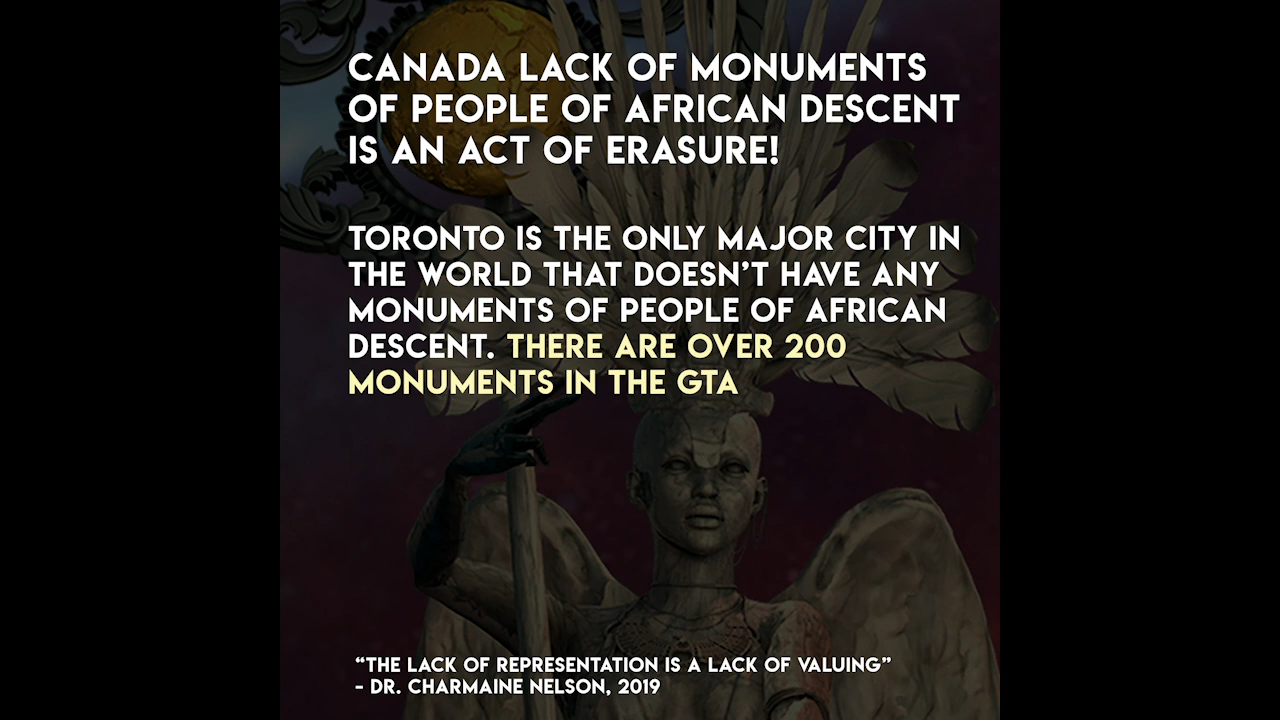 CANADA LACK OF MONUMENTS
OF PEOPLE OF AFRICAN DESCENT
IS AN ACT OF ERASURE!
TORONTO IS THE ONLY MAJOR CITY IN
THE WORLD THAT DOESN'T HAVE ANY
MONUMENTS OF PEOPLE OF AFRICAN
DESCENT. THERE ARE OVER 200
MONUMENTS IN THE GTA
“THE LACK OF REPRESENTATION IS A LACK OF VALUING”
- DR. CHARMAINE NELSON, 2019